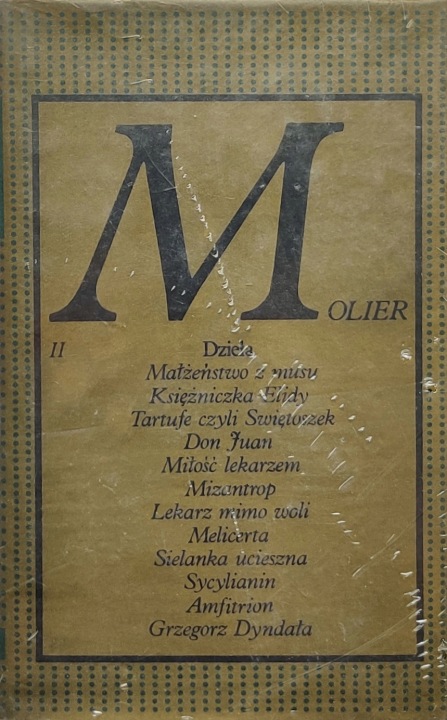 MOLIER
II
Dzieła
Małżeństwo z musu
Księżniczka Elidy
Tartufe czyli Swiętoszek
Don Juan
Miłość lekarzem
Mizantrop
Lekarz mimo woli
Melicerta
Sielanka ucieszna
Sycylianin
Amfitrion
Grzegorz Dyndała